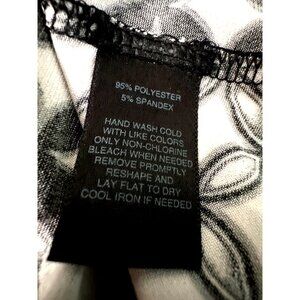 95% POLYESTER
5% SPANDEX
HAND WASH COLD
WITH LIKE COLORS
ONLY NON-CHLORINE
BLEACH WHEN NEEDED
REMOVE PROMPTLY
RESHAPE AND
LAY FLAT TO DRY
COOL IRON IF NEEDED